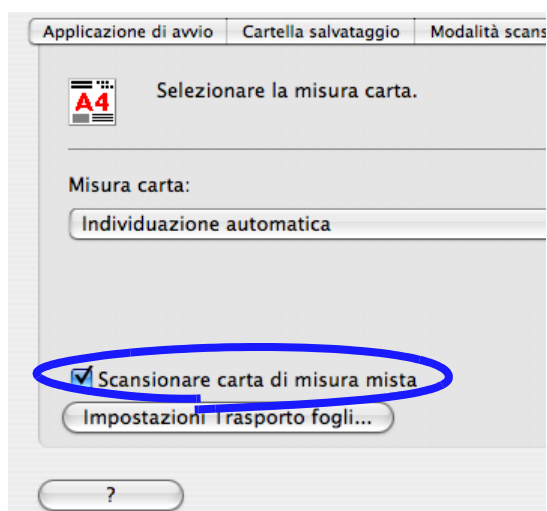 Applicazione di avvio Cartella salvataggio Modalità scans
A4 Selezionare la misura carta.
Misura carta:
Individuazione automatica
Scansionare carta di misura mista
Impostazioni Trasporto fogli...
?